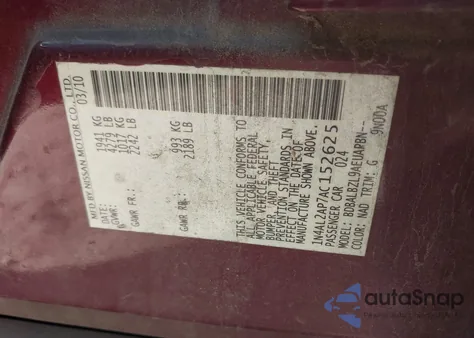 MFD BY NISSAN MOTOR CO., LTD.
DATE: 03/10
GVWR: 1941 KG
4279 LB
GAWR FR: 1017 KG
2242 LB
GAWR RR: 993 KG
2189 LB
THIS VEHICLE CONFORMS TO
ALL APPLICABLE FEDERAL
MOTOR VEHICLE SAFETY,
BUMPER, AND THEFT
PREVENTION STANDARDS IN
EFFECT ON THE DATE OF
MANUFACTURE SHOWN ABOVE.
1N4AL2AP7AC152625
PASSENGER CAR 024
MODEL:
COLOR: NAD TRIM: G
autoSnap